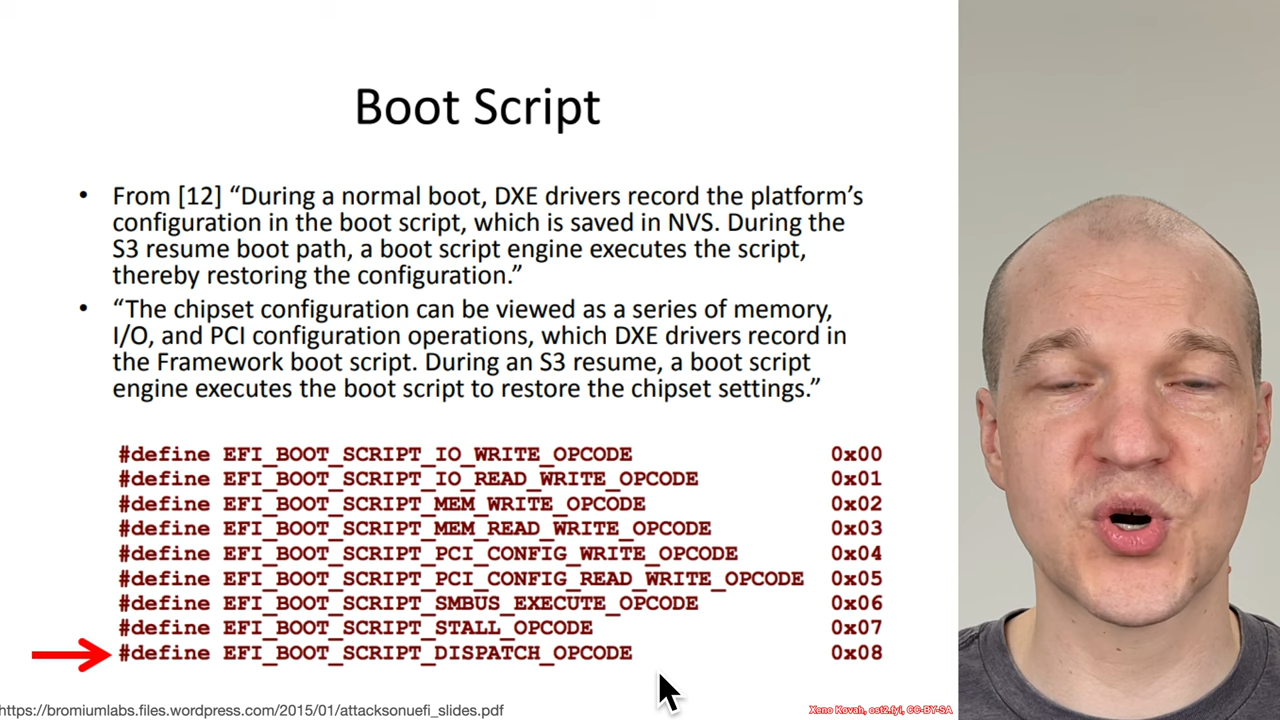 Boot Script
• From [12] “During a normal boot, DXE drivers record the platform’s
configuration in the boot script, which is saved in NVS. During the
S3 resume boot path, a boot script engine executes the script,
thereby restoring the configuration.”
• “The chipset configuration can be viewed as a series of memory,
I/O, and PCI configuration operations, which DXE drivers record in
the Framework boot script. During an S3 resume, a boot script
engine executes the boot script to restore the chipset settings.”
#define EFI_BOOT_SCRIPT_IO_WRITE_OPCODE 0x00
#define EFI_BOOT_SCRIPT_IO_READ_WRITE_OPCODE 0x01
#define EFI_BOOT_SCRIPT_MEM_WRITE_OPCODE 0x02
#define EFI_BOOT_SCRIPT_MEM_READ_WRITE_OPCODE 0x03
#define EFI_BOOT_SCRIPT_PCI_CONFIG_WRITE_OPCODE 0x04
#define EFI_BOOT_SCRIPT_PCI_CONFIG_READ_WRITE_OPCODE 0x05
#define EFI_BOOT_SCRIPT_SMBUS_EXECUTE_OPCODE 0x06
#define EFI_BOOT_SCRIPT_STALL_OPCODE 0x07
#define EFI_BOOT_SCRIPT_DISPATCH_OPCODE 0x08
https://bromiumlabs.files.wordpress.com/2015/01/attacksonuefi_slides.pdf
Xeno Kovah, ost2.fyi, CC-BY-SA